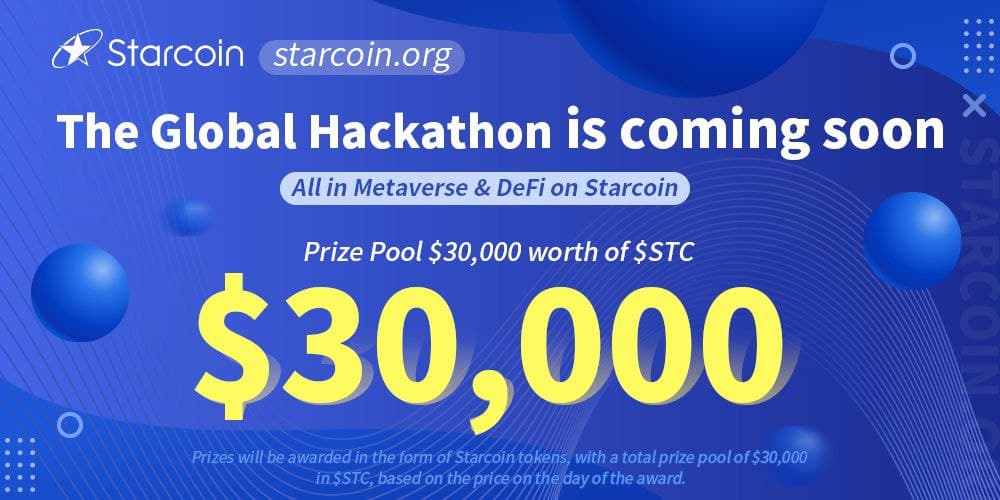 Starcoin starcoin.org
The Global Hackathon is coming soon
All in Metaverse & DeFi on Starcoin
Prize Pool $30,000 worth of $STC
$30,000
Prizes will be awarded in the form of Starcoin tokens, with a total prize pool of $30,000
in $STC, based on the price on the day of the award.
STARCOIN.O